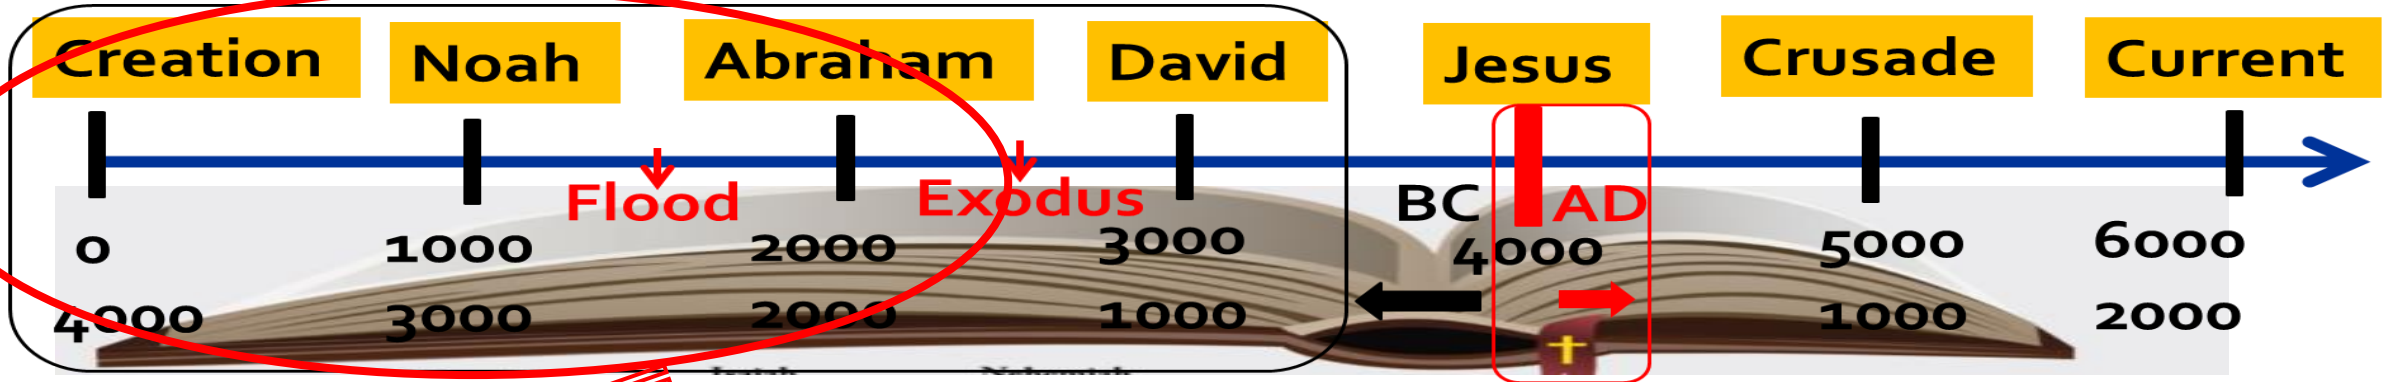 Creation Noah Abraham David Jesus Crusade Current
Flood Exodus BC AD
0 1000 2000 3000 4000 5000 6000
4000 3000 2000 1000 1000 2000